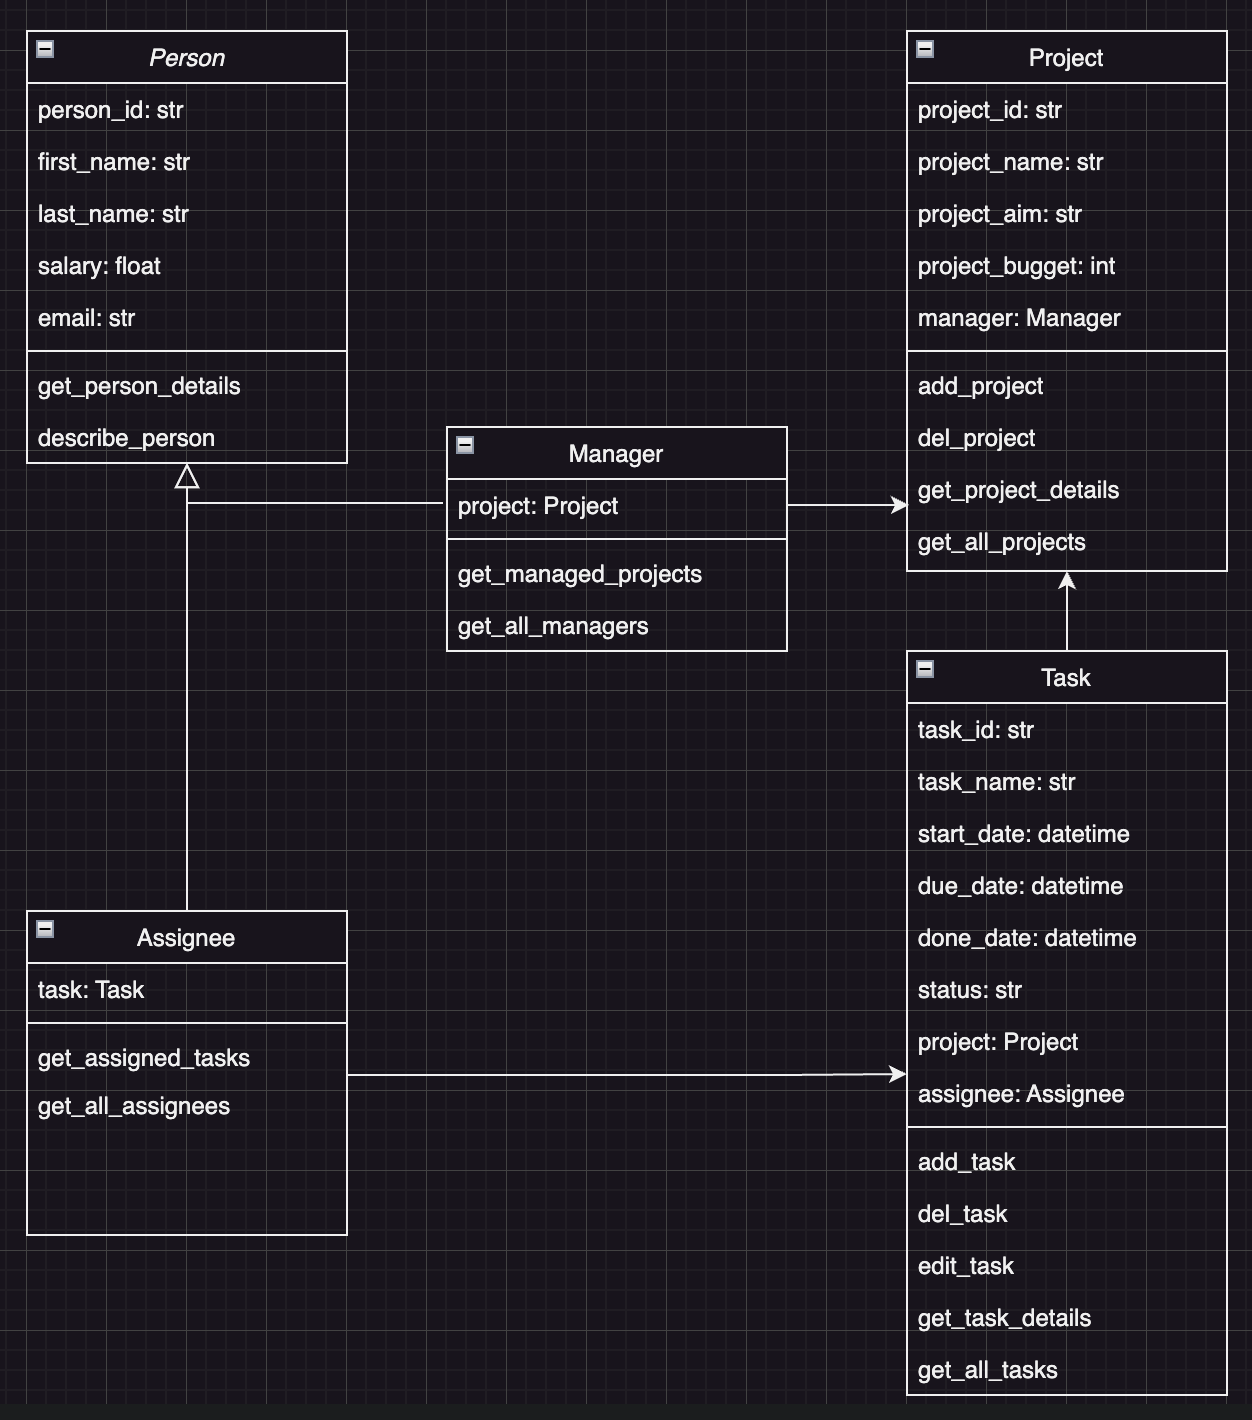 Person
person_id: str
first_name: str
last_name: str
salary: float
email: str
get_person_details
describe_person
Project
project_id: str
project_name: str
project_aim: str
project_bugget: int
manager: Manager
add_project
del_project
get_project_details
get_all_projects
Manager
project: Project
get_managed_projects
get_all_managers
Task
task_id: str
task_name: str
start_date: datetime
due_date: datetime
done_date: datetime
status: str
project: Project
assignee: Assignee
add_task
del_task
edit_task
get_task_details
get_all_tasks
Assignee
task: Task
get_assigned_tasks
get_all_assignees